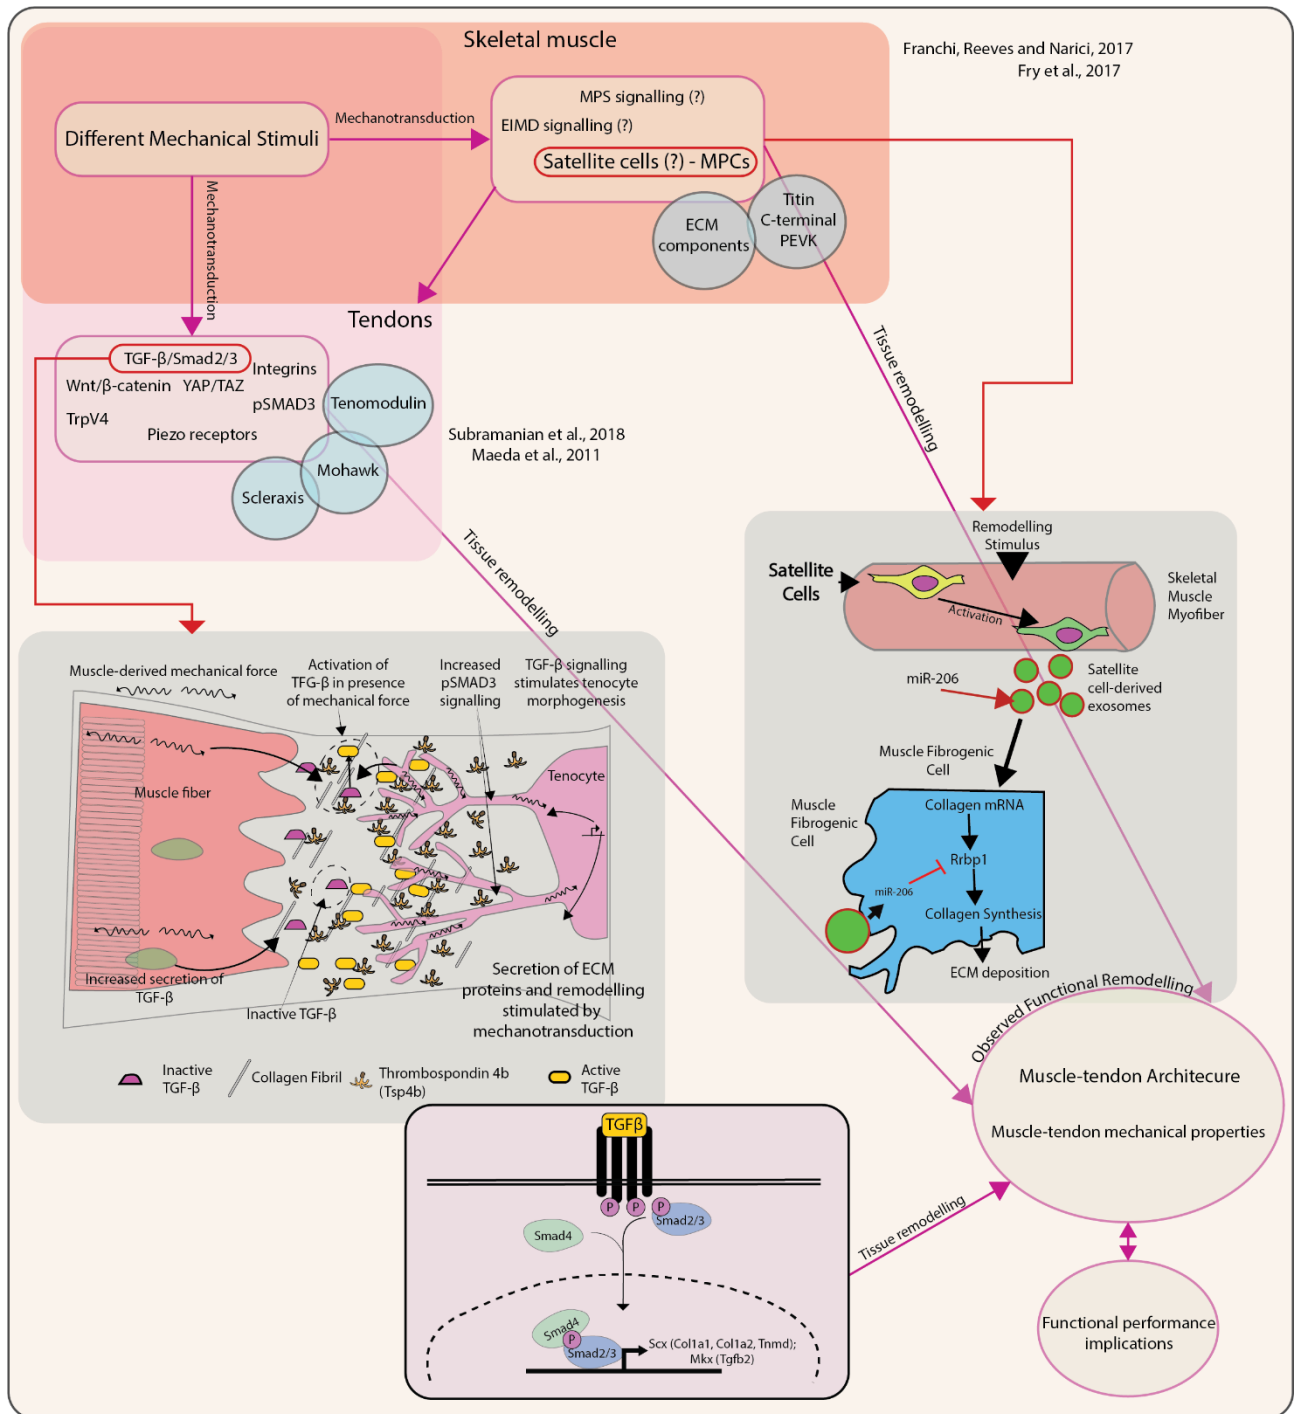 Skeletal muscle
Franchi, Reeves and Narici, 2017
Fry et al., 2017
Different Mechanical Stimuli
Mechanotransduction
MPS signalling (?)
EIMD signalling (?)
Satellite cells (?) - MPCs
ECM
components
Titin
C-terminal
PEVK
Mechanotransduction
Tendons
TGF-β/Smad2/3
Integrins
Wnt/β-catenin YAP/TAZ
pSMAD3
TrpV4
Piezo receptors
Tenomodulin
Mohawk
Scleraxis
Subramanian et al., 2018
Maeda et al., 2011
Tissue remodelling
Tissue remodelling
Remodelling
Stimulus
Satellite
Cells
Activation
Skeletal
Muscle
Myofiber
miR-206
Satellite
cell-derived
exosomes
Muscle Fibrogenic
Cell
Muscle
Fibrogenic
Cell
Collagen mRNA
Rrbp1
miR-206
Collagen Synthesis
ECM deposition
Muscle-derived mechanical force
Activation of
TFG-β in presence
of mechanical force
Increased
pSMAD3
signalling
TGF-β signalling
stimulates tenocyte
morphogenesis
Muscle fiber
Tenocyte
Increased secretion of
TGF-β
Inactive TGF-β
Secretion of ECM
proteins and remodelling
stimulated by
mechanotransduction
Inactive
TGF-β
Collagen Fibril
Thrombospondin 4b
(Tsp4b)
Active
TGF-β
Observed Functional Remodelling
Muscle-tendon Architecure
Muscle-tendon mechanical properties
TGFβ
P
P
P
Smad2/3
Smad4
Smad4
P
Smad2/3
Scx (Col1a1, Col1a2, Tnmd);
Mkx (Tgfb2)
Tissue remodelling
Functional performance
implications